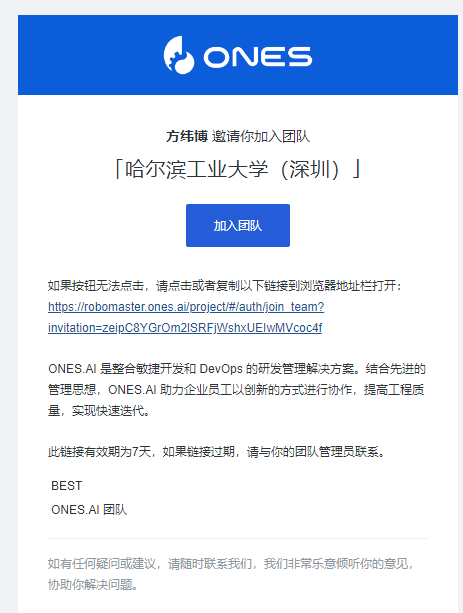 ONES
方纬博 邀请你加入团队
「哈尔滨工业大学（深圳）」
加入团队
如果按钮无法点击，请点击或者复制以下链接到浏览器地址栏打开：
https://robomaster.ones.ai/project/#/auth/join_team?
invitation=zeipC8YGrOm2lSRFjWshxUElwMVcoc4f
ONES.AI 是整合敏捷开发和 DevOps 的研发管理解决方案。结合先进的
管理思想，ONES.AI 助力企业员工以创新的方式进行协作，提高工程质
量，实现快速迭代。
此链接有效期为7天，如果链接过期，请与你的团队管理员联系。
BEST
ONES.AI 团队
如有任何疑问或建议，请随时联系我们，我们非常乐意倾听你的意见，
协助你解决问题。